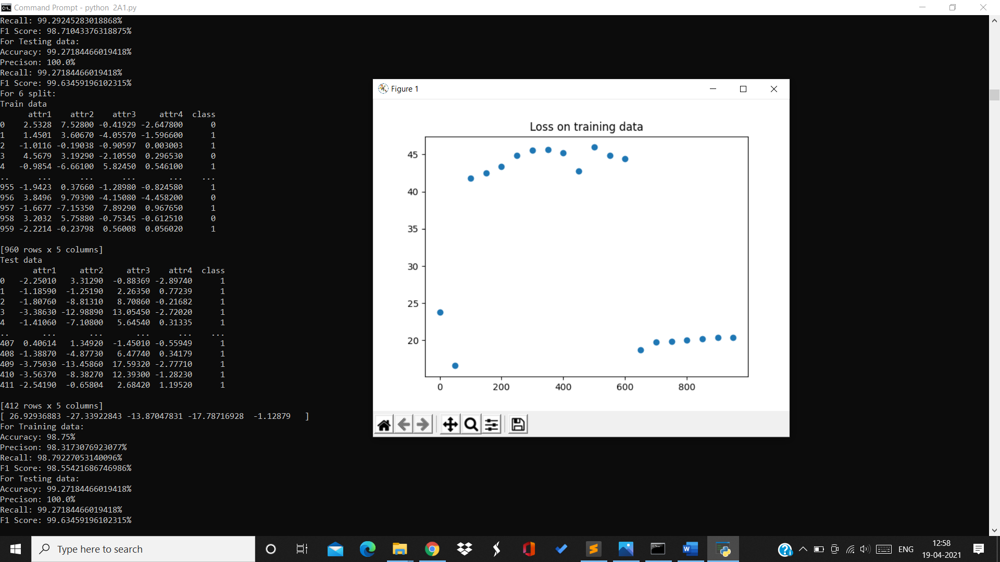 Command Prompt - python  2A1.py
Recall: 99.29245283018868%
F1 Score: 98.71043376318875%
For Testing data:
Accuracy: 99.27184466019418%
Precison: 100.0%
Recall: 99.27184466019418%
F1 Score: 99.63459196102315%
For 6 split:
Train data
      attr1    attr2    attr3     attr4  class
0    2.5328  7.52800 -0.41929 -2.647800      0
1    1.4501  3.60670 -4.05570 -1.596600      1
2   -1.0116 -0.19038 -0.90597  0.003003      1
3    4.5679  3.19290 -2.10550  0.296530      0
4   -0.9854 -6.66100  5.82450  0.546100      1
..      ...      ...      ...       ...    ...
955 -1.9423  0.37660 -1.28980 -0.824580      1
956  3.8496  9.79390 -4.15080 -4.458200      0
957 -1.6677 -7.15350  7.89290  0.967650      1
958  3.2032  5.75880 -0.75345 -0.612510      0
959 -2.2214 -0.23798  0.56008  0.056020      1
[960 rows x 5 columns]
Test data
       attr1     attr2     attr3    attr4  class
0   -2.25010   3.31290  -0.88369 -2.89740      1
1   -1.18590  -1.25190   2.26350  0.77239      1
2   -1.80760  -8.81310   8.70860 -0.21682      1
3   -3.38630 -12.98890  13.05450 -2.72020      1
4   -1.41060  -7.10800   5.64540  0.31335      1
..       ...       ...       ...      ...    ...
407  0.40614   1.34920  -1.45010 -0.55949      1
408 -1.38870  -4.87730   6.47740  0.34179      1
409 -3.75030 -13.45860  17.59320 -2.77710      1
410 -3.56370  -8.38270  12.39300 -1.28230      1
411 -2.54190  -0.65804   2.68420  1.19520      1
[412 rows x 5 columns]
[ 26.92936883 -27.33922843 -13.87047831 -17.78716928  -1.12879   ]
For Training data:
Accuracy: 98.75%
Precison: 98.3173076923077%
Recall: 98.79227053140096%
F1 Score: 98.55421686746986%
For Testing data:
Accuracy: 99.27184466019418%
Precison: 100.0%
Recall: 99.27184466019418%
F1 Score: 99.63459196102315%
Figure 1
Loss on training data
45
40
35
30
25
20
0 200 400 600 800
Type here to search
ENG
12:58
19-04-2021